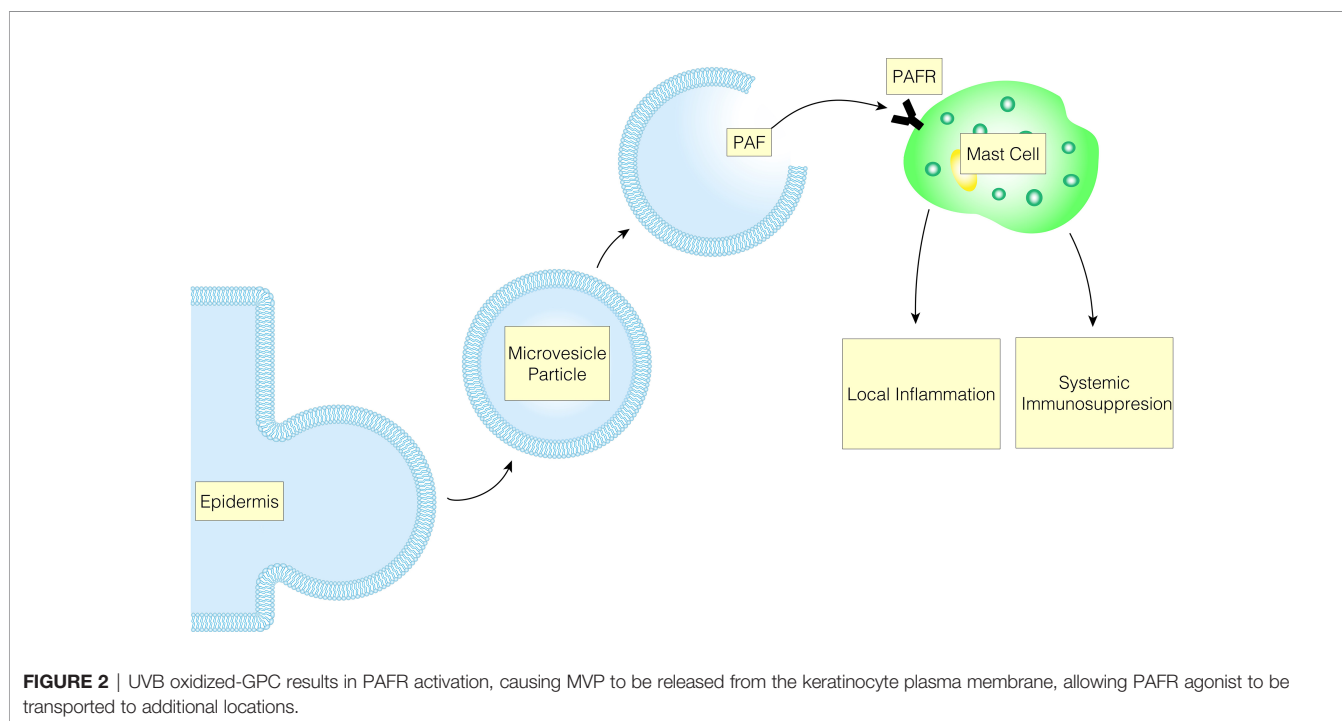 PAFR
PAF
Mast Cell
Microvesicle
Particle
Local Inflammation
Systemic
Immunosuppresion
Epidermis
FIGURE 2 | UVB oxidized-GPC results in PAFR activation, causing MVP to be released from the keratinocyte plasma membrane, allowing PAFR agonist to be
transported to additional locations.